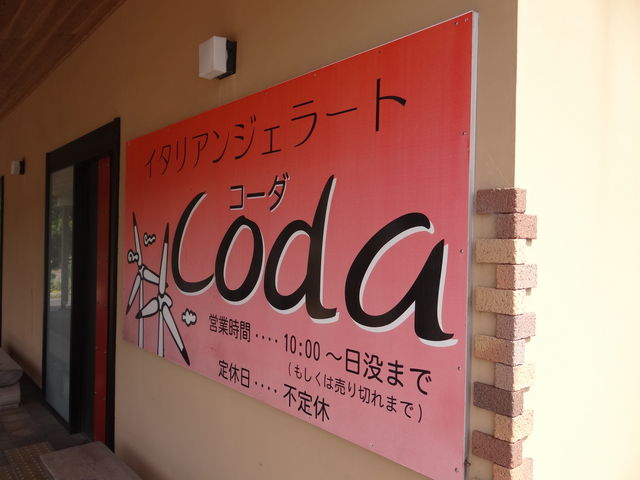 イタリアンジェラート
コーダ
Coda
営業時間‥‥10:00～日没まで
(もしくは売り切れまで)
定休日‥‥不定休